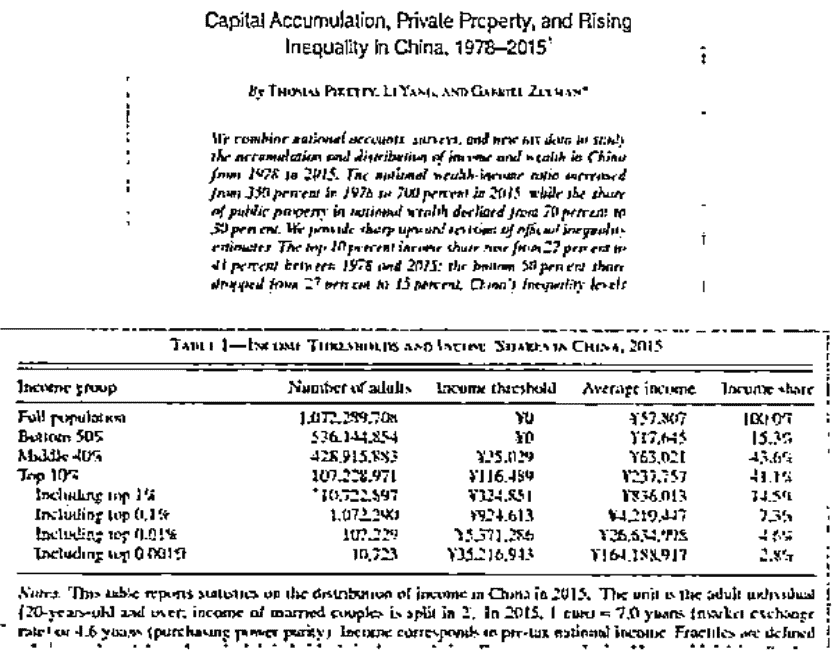 Capital Accumulation, Private Property, and Rising
Inequality in China, 1978–2015
By THOMAS PIKETTY, LI YANG, AND GABRIEL ZUCMAN*
We combine national accounts, surveys, and new tax data to study
the accumulation and distribution of income and wealth in China
from 1978 to 2015. The national wealth-income ratio increased
from 350 percent in 1978 to 700 percent in 2015, while the share
of public property in national wealth declined from 70 percent to
30 percent. We provide sharp upward revision of official inequality
estimates. The top 10 percent income share rose from 27 percent to
41 percent between 1978 and 2015; the bottom 50 percent share
dropped from 27 percent to 15 percent. China's inequality levels
TABLE 1—INCOME THRESHOLDS AND INCOME SHARES IN CHINA, 2015
Income group Number of adults Income threshold Average income Income share
Full population 1,072,289,708 ¥0 ¥57,807 100.0%
Bottom 50% 536,144,854 ¥0 ¥17,645 15.3%
Middle 40% 428,915,883 ¥25,029 ¥63,021 43.6%
Top 10% 107,228,971 ¥116,489 ¥237,757 41.1%
Including top 1% 10,722,897 ¥324,851 ¥836,013 14.5%
Including top 0.1% 1,072,290 ¥924,613 ¥4,219,447 7.3%
Including top 0.01% 107,229 ¥5,371,286 ¥26,634,998 4.6%
Including top 0.001% 10,723 ¥35,216,943 ¥164,188,917 2.8%
Notes: This table reports statistics on the distribution of income in China in 2015. The unit is the adult individual
(20-years-old and over; income of married couples is split in 2). In 2015, 1 euro = 7.0 yuans (market exchange
rate) or 4.6 yuans (purchasing power parity). Income corresponds to pre-tax national income. Fractiles are defined